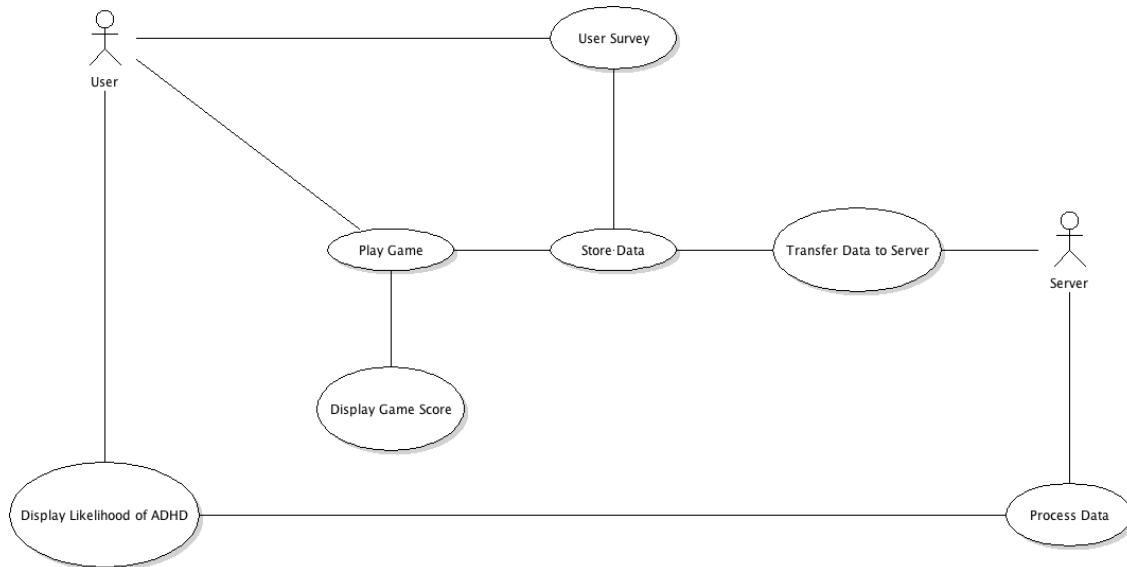 User Survey
User
Play Game
Store Data
Transfer Data to Server
Server
Display Game Score
Display Likelihood of ADHD
Process Data